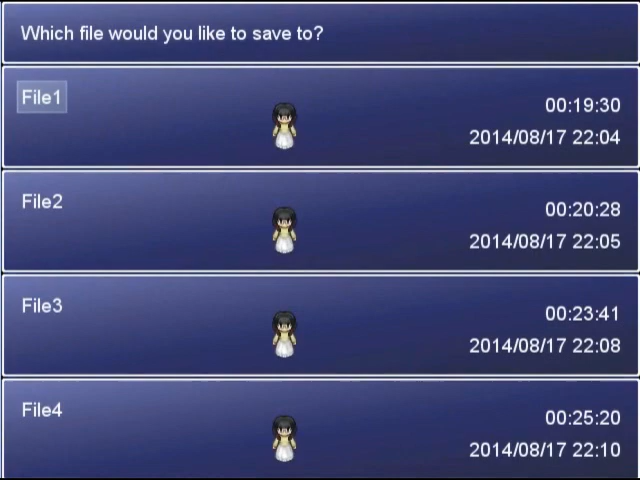 Which file would you like to save to?
File1
00:19:30
2014/08/17 22:04
File2
00:20:28
2014/08/17 22:05
File3
00:23:41
2014/08/17 22:08
File4
00:25:20
2014/08/17 22:10